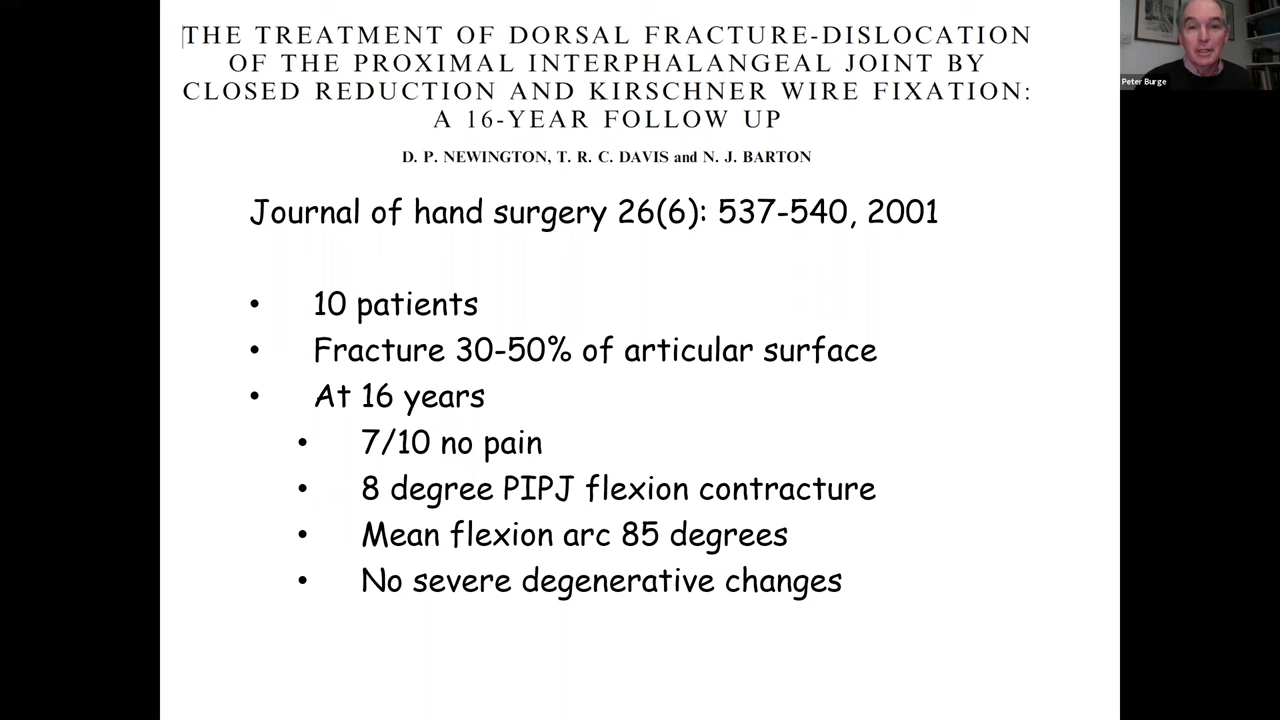 THE TREATMENT OF DORSAL FRACTURE-DISLOCATION
OF THE PROXIMAL INTERPHALANGEAL JOINT BY
CLOSED REDUCTION AND KIRSCHNER WIRE FIXATION:
A 16-YEAR FOLLOW UP
D. P. NEWINGTON, T. R. C. DAVIS and N. J. BARTON
Journal of hand surgery 26(6): 537-540, 2001
• 10 patients
• Fracture 30-50% of articular surface
• At 16 years
• 7/10 no pain
• 8 degree PIPJ flexion contracture
• Mean flexion arc 85 degrees
• No severe degenerative changes
Peter Burge